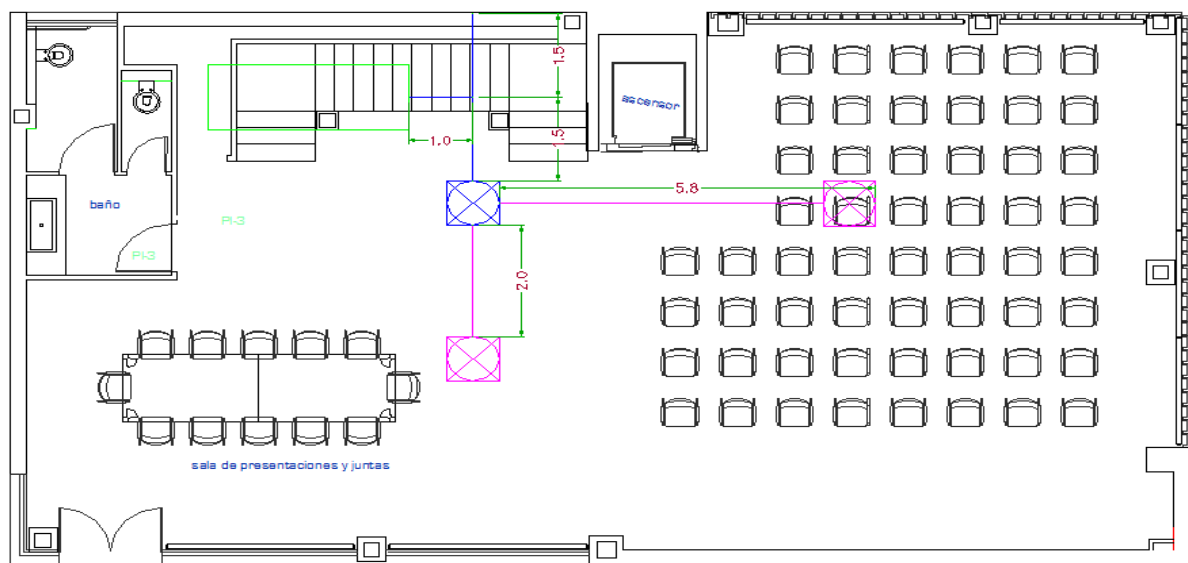 1.5
ascensor
1.5
1.0
5.8
baño
PI-3
PI-3
2.0
sala de presentaciones y juntas